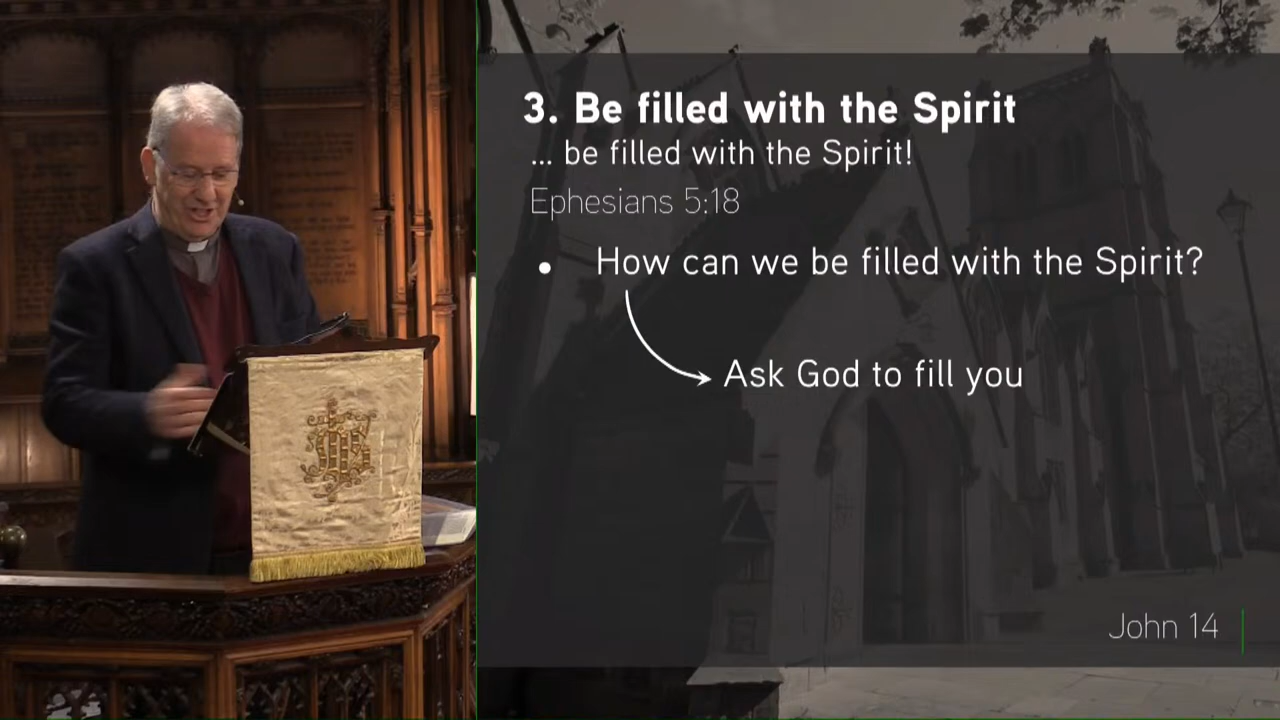 3. Be filled with the Spirit
... be filled with the Spirit!
Ephesians 5:18
• How can we be filled with the Spirit?
Ask God to fill you
John 14